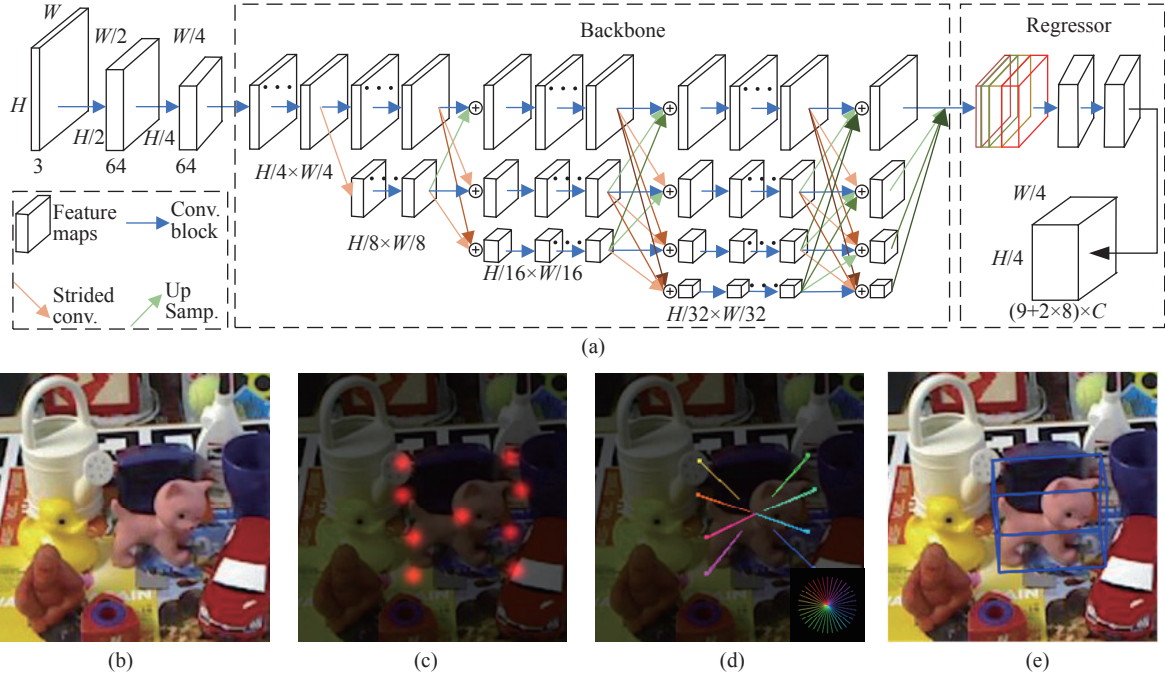 W
W/2
W/4
H
H/2
H/4
3
64
64
Backbone
Regressor
H/4×W/4
H/8×W/8
H/16×W/16
H/32×W/32
Feature
maps
Conv.
block
Strided
conv.
Up
Samp.
W/4
H/4
(9+2×8)×C
(a)
(b)
(c)
(d)
(e)